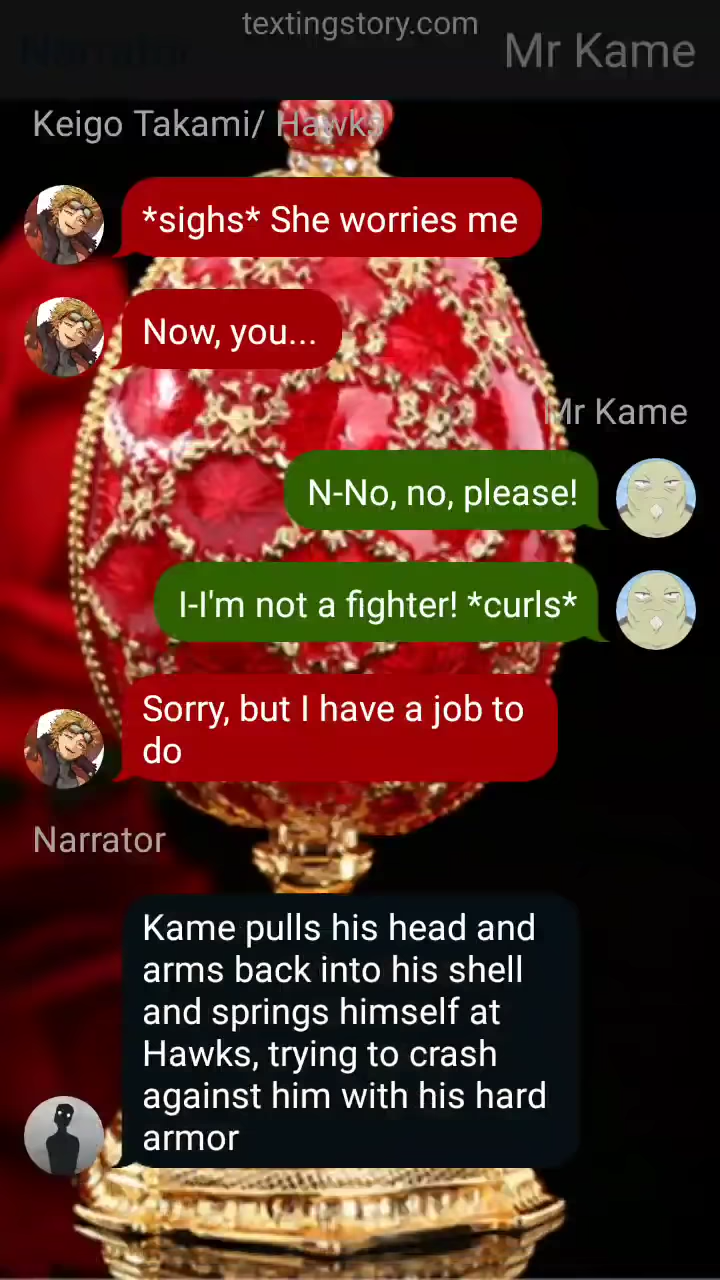 textingstory.com
Narrator
Mr Kame
Keigo Takami/ Hawks
*sighs* She worries me
Now, you...
Mr Kame
N-No, no, please!
I-I'm not a fighter! *curls*
Sorry, but I have a job to
do
Narrator
Kame pulls his head and
arms back into his shell
and springs himself at
Hawks, trying to crash
against him with his hard
armor